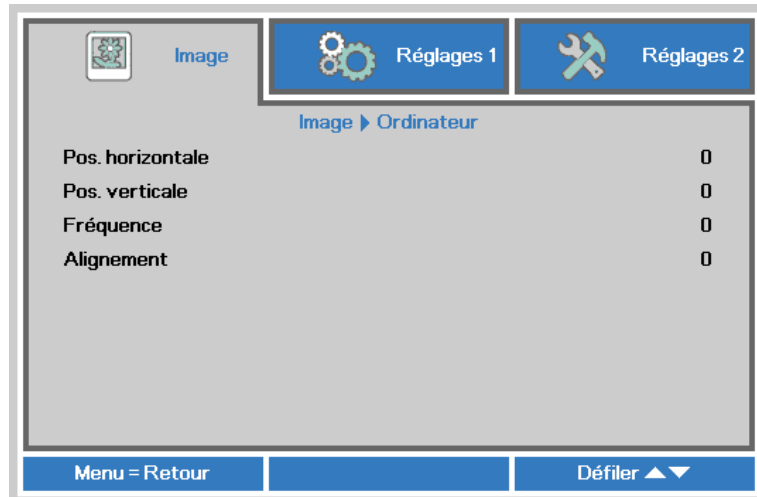 Image Réglages 1 Réglages 2
Image ▶ Ordinateur
Pos. horizontale 0
Pos. verticale 0
Fréquence 0
Alignement 0
Menu = Retour Défiler ▲▼